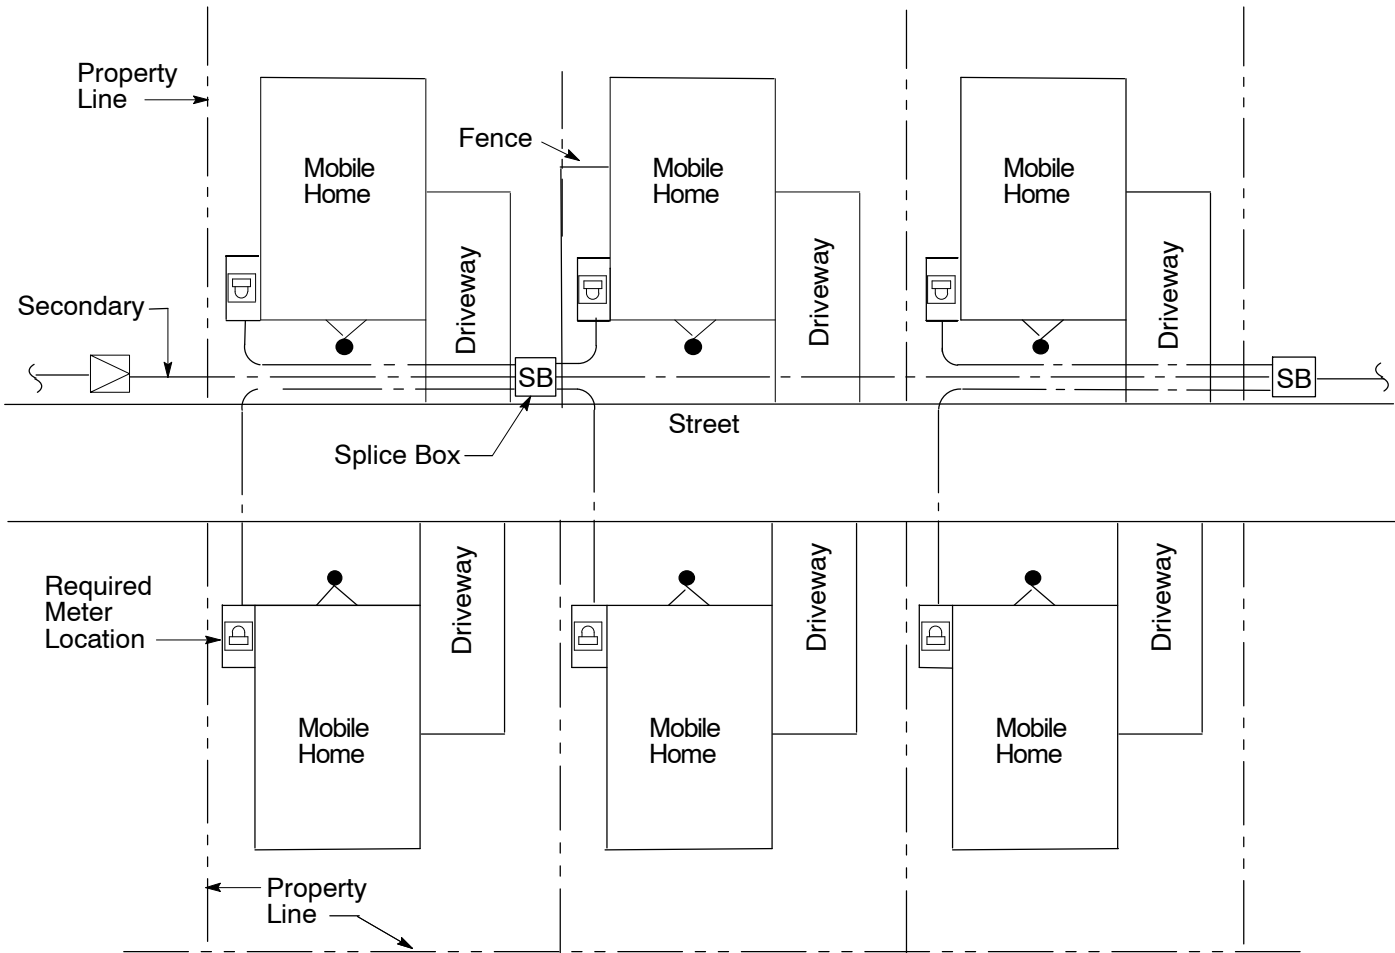 Property
Line
Fence
Mobile
Home
Mobile
Home
Mobile
Home
Driveway
Driveway
Driveway
Secondary
SB
SB
Street
Splice Box
Required
Meter
Location
Driveway
Driveway
Driveway
Mobile
Home
Mobile
Home
Mobile
Home
Property
Line